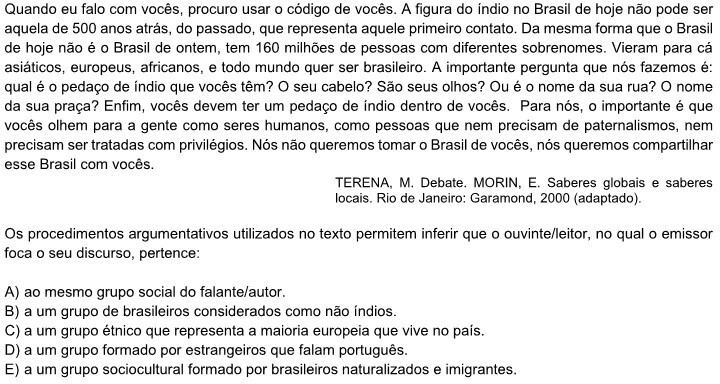 Quando eu falo com vocês, procuro usar o código de vocês. A figura do índio no Brasil de hoje não pode ser
aquela de 500 anos atrás, do passado, que representa aquele primeiro contato. Da mesma forma que o Brasil
de hoje não é o Brasil de ontem, tem 160 milhões de pessoas com diferentes sobrenomes. Vieram para cá
asiáticos, europeus, africanos, e todo mundo quer ser brasileiro. A importante pergunta que nós fazemos é:
qual é o pedaço de índio que vocês têm? O seu cabelo? São seus olhos? Ou é o nome da sua rua? O nome
da sua praça? Enfim, vocês devem ter um pedaço de índio dentro de vocês. Para nós, o importante é que
vocês olhem para a gente como seres humanos, como pessoas que nem precisam de paternalismos, nem
precisam ser tratadas com privilégios. Nós não queremos tomar o Brasil de vocês, nós queremos compartilhar
esse Brasil com vocês.
TERENA, M. Debate. MORIN, E. Saberes globais e saberes
locais. Rio de Janeiro: Garamond, 2000 (adaptado).
Os procedimentos argumentativos utilizados no texto permitem inferir que o ouvinte/leitor, no qual o emissor
foca o seu discurso, pertence:
A) ao mesmo grupo social do falante/autor.
B) a um grupo de brasileiros considerados como não índios.
C) a um grupo étnico que representa a maioria europeia que vive no país.
D) a um grupo formado por estrangeiros que falam português.
E) a um grupo sociocultural formado por brasileiros naturalizados e imigrantes.